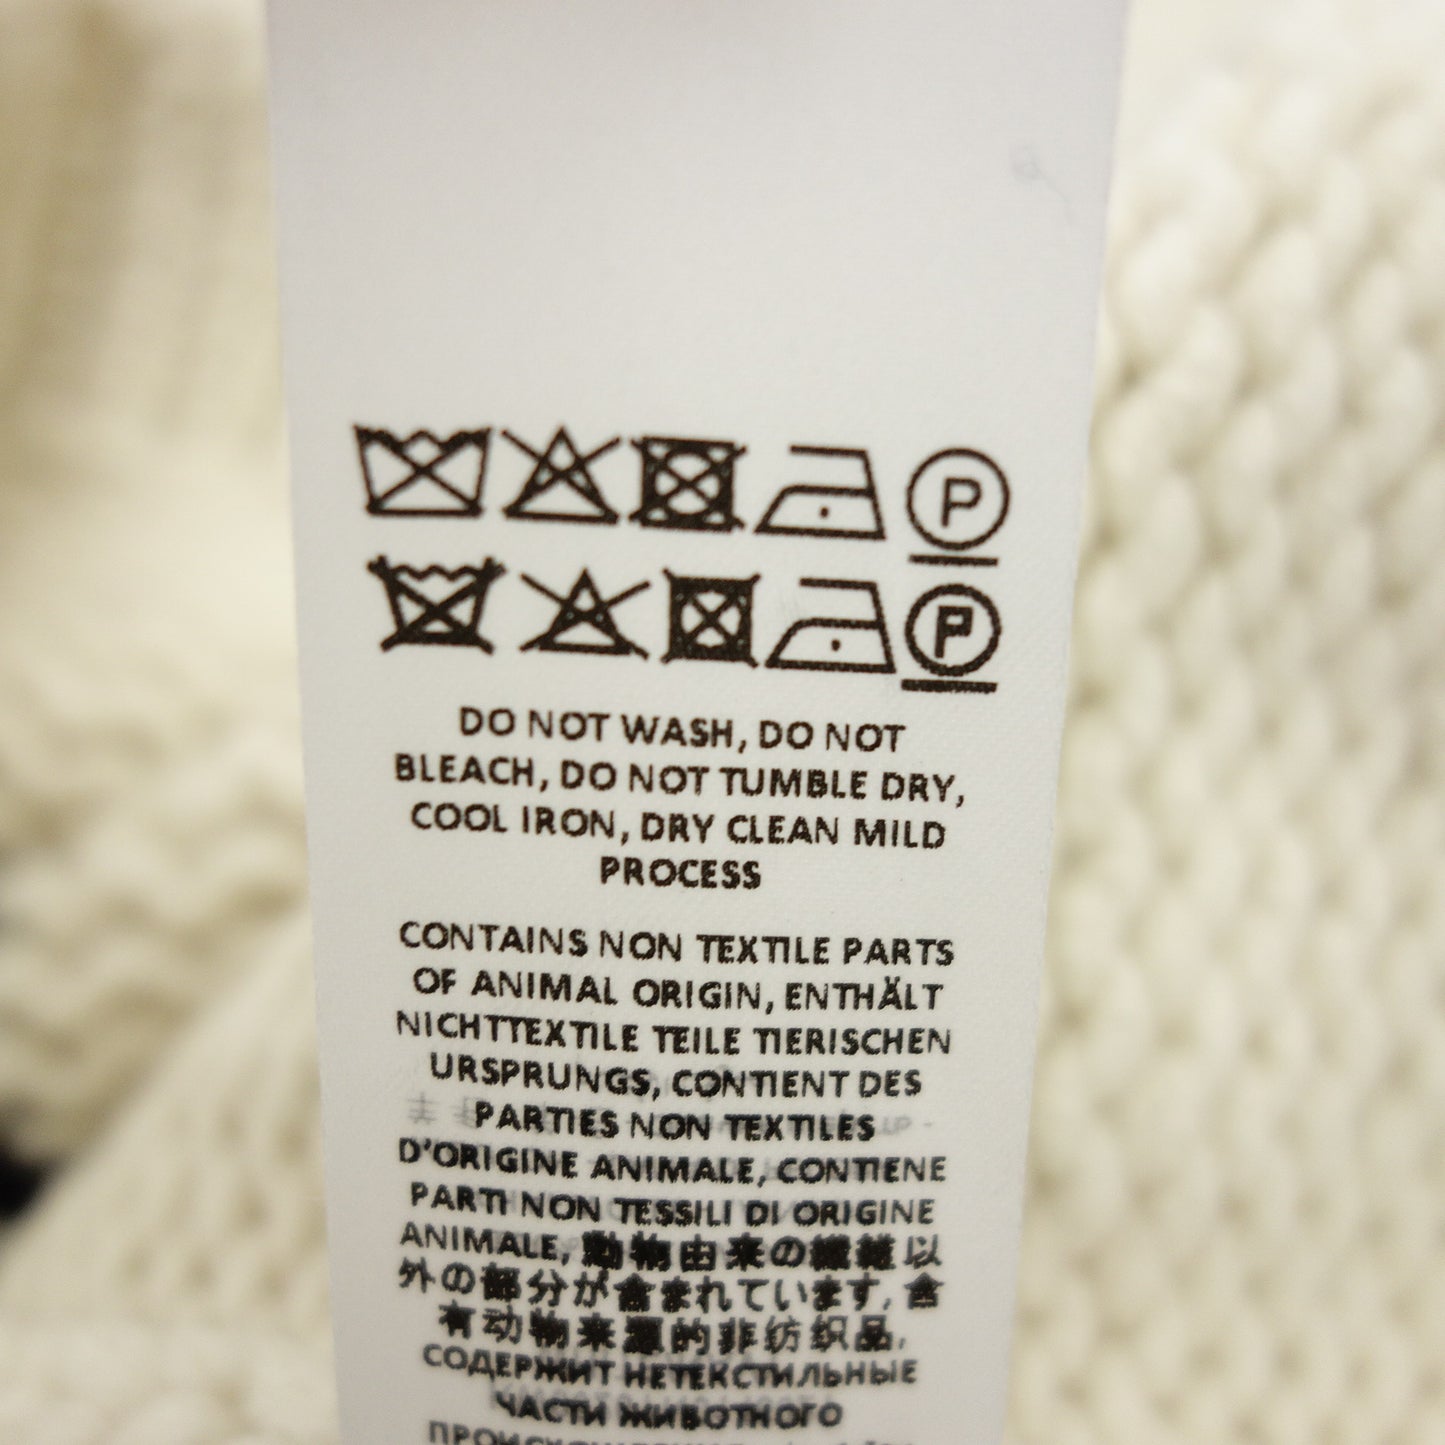 P
P
DO NOT WASH, DO NOT
BLEACH, DO NOT TUMBLE DRY,
COOL IRON, DRY CLEAN MILD
PROCESS
CONTAINS NON TEXTILE PARTS
OF ANIMAL ORIGIN, ENTHÄLT
NICHTTEXTILE TEILE TIERISCHEN
URSPRUNGS, CONTIENT DES
PARTIES NON TEXTILES
D'ORIGINE ANIMALE, CONTIENE
PARTI NON TESSILI DI ORIGINE
ANIMALE, 動物由来の繊維以
外の部分が含まれています, 含
有动物来源的非纺织品,
СОДЕРЖИТ НЕТЕКСТИЛЬНЫЕ
ЧАСТИ ЖИВОТНОГО